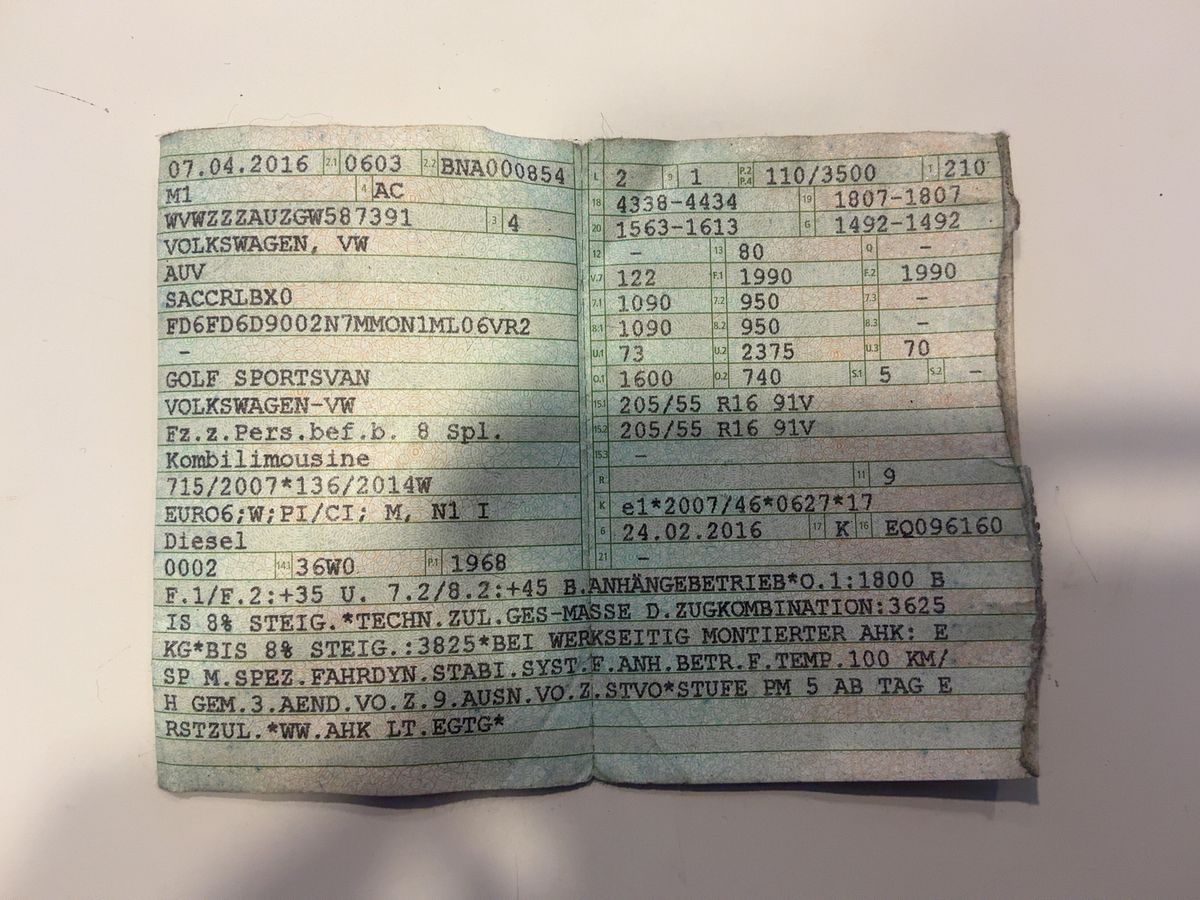 07.04.2016 2.1 0603 2.2 BNA000854
M1 4 AC
WVWZZZAUZGW587391 3 4
VOLKSWAGEN, VW
AUV
SACCRLBX0
FD6FD6D9002N7MMON1ML06VR2
–
GOLF SPORTSVAN
VOLKSWAGEN-VW
Fz.z.Pers.bef.b. 8 Spl.
Kombilimousine
715/2007*136/2014W
EURO6;W;PI/CI; M, N1 I
Diesel
0002 14.1 36W0 P.1 1968
L 2 9 1 P.2 P.4 110/3500 T 210
18 4338-4434 19 1807-1807
20 1563-1613 G 1492-1492
12 – 13 80 Q –
V.7 122 F.1 1990 F.2 1990
7.1 1090 7.2 950 7.3 –
8.1 1090 8.2 950 8.3 –
U.1 73 U.2 2375 U.3 70
O.1 1600 O.2 740 S.1 5 S.2 –
15.1 205/55 R16 91V
15.2 205/55 R16 91V
15.3 –
R 11 9
K e1*2007/46*0627*17
6 24.02.2016 17 K 16 EQ096160
21 –
F.1/F.2:+35 U. 7.2/8.2:+45 B.ANHÄNGEBETRIEB*O.1:1800 B
IS 8% STEIG.*TECHN.ZUL.GES-MASSE D.ZUGKOMBINATION:3625
KG*BIS 8% STEIG.:3825*BEI WERKSEITIG MONTIERTER AHK: E
SP M.SPEZ.FAHRDYN.STABI.SYST.F.ANH.BETR.F.TEMP.100 KM/
H GEM.3.AEND.VO.Z.9.AUSN.VO.Z.STVO*STUFE PM 5 AB TAG E
RSTZUL.*WW.AHK LT.EGTG*